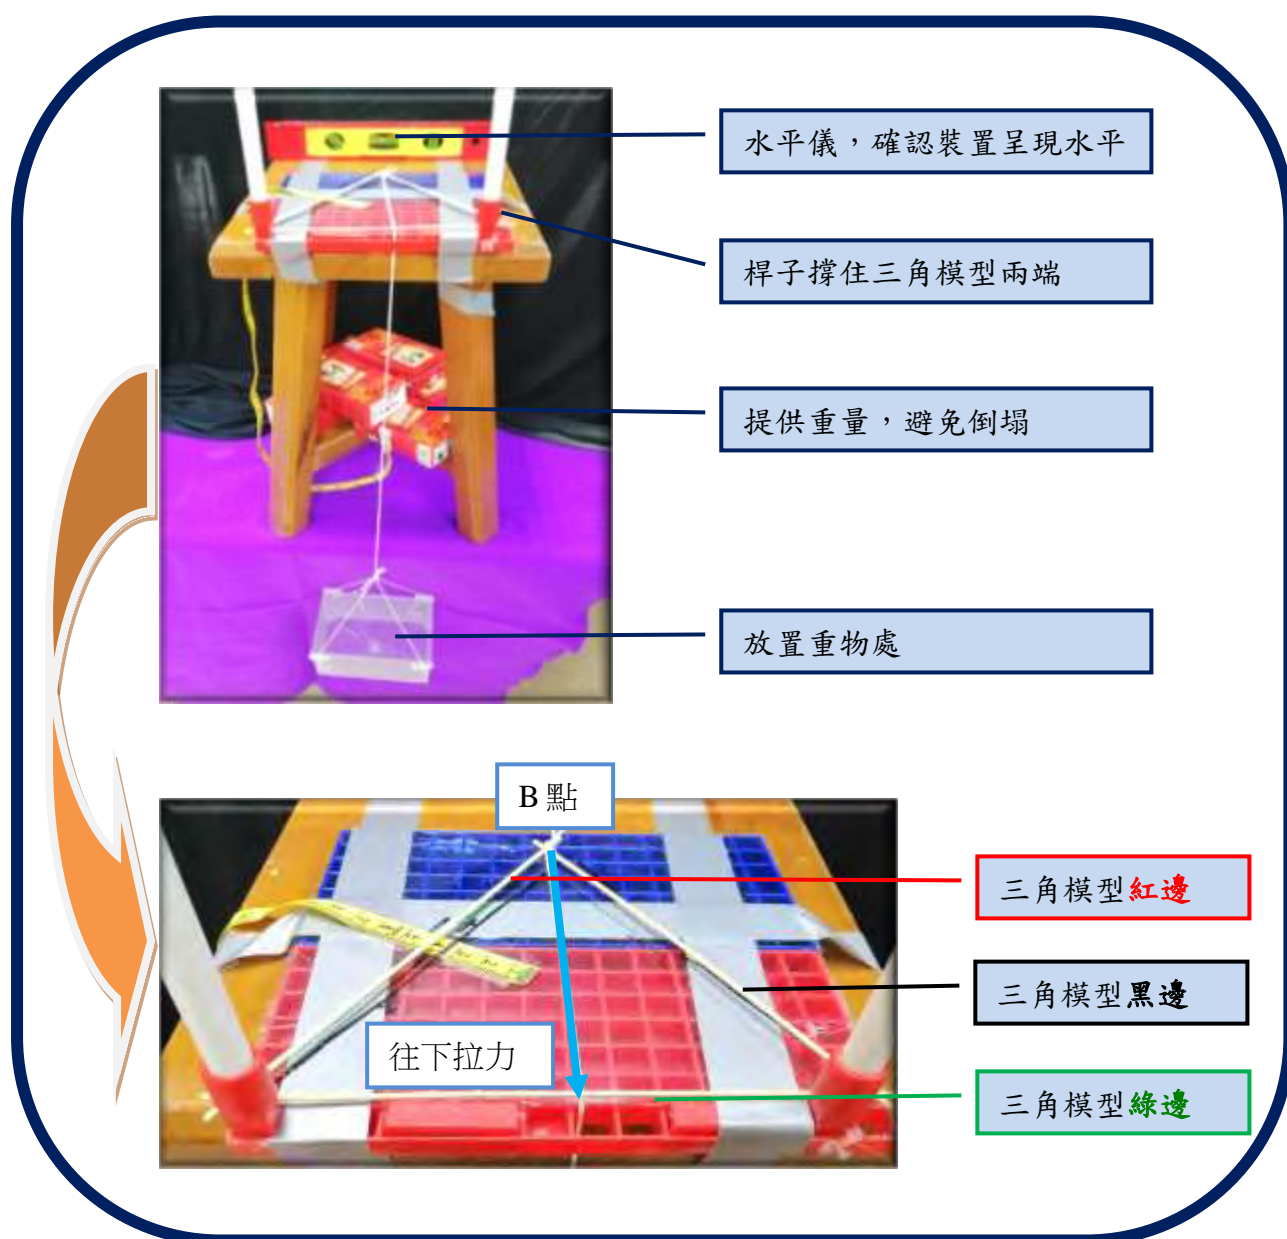 水平儀，確認裝置呈現水平
桿子撐住三角模型兩端
提供重量，避免倒塌
放置重物處
B 點
三角模型紅邊
三角模型黑邊
往下拉力
三角模型綠邊